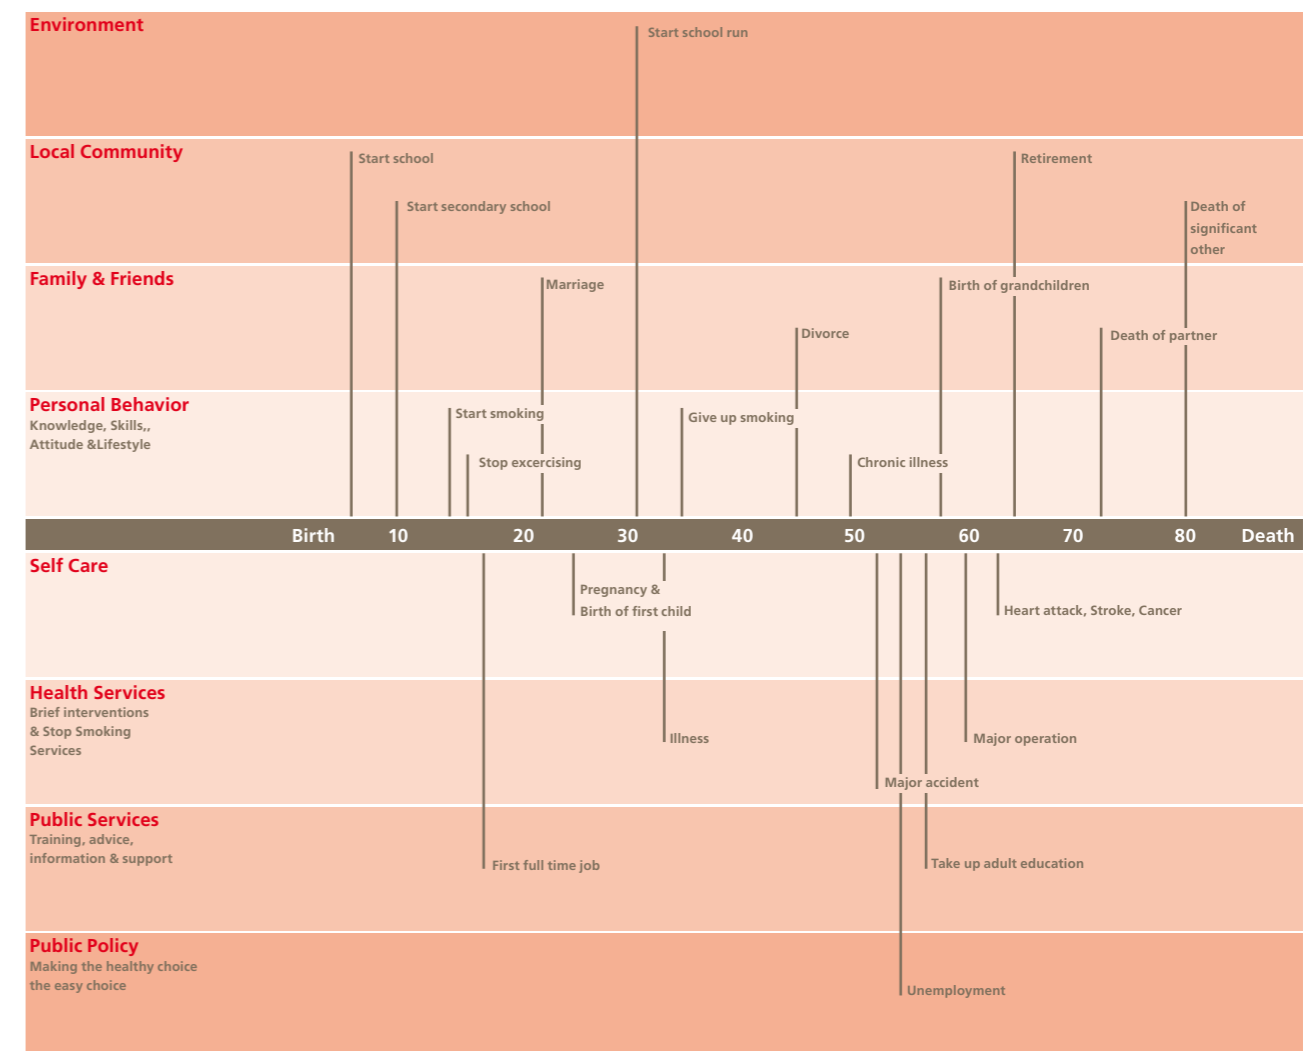 Environment
Start school run
Local Community
Start school
Retirement
Start secondary school
Death of
significant
other
Family & Friends
Marriage
Birth of grandchildren
Divorce
Death of partner
Personal Behavior
Knowledge, Skills,,
Attitude &Lifestyle
Start smoking
Give up smoking
Stop excercising
Chronic illness
Birth 10 20 30 40 50 60 70 80 Death
Self Care
Pregnancy &
Birth of first child
Heart attack, Stroke, Cancer
Health Services
Brief interventions
& Stop Smoking
Services
Illness
Major operation
Major accident
Public Services
Training, advice,
information & support
First full time job
Take up adult education
Public Policy
Making the healthy choice
the easy choice
Unemployment